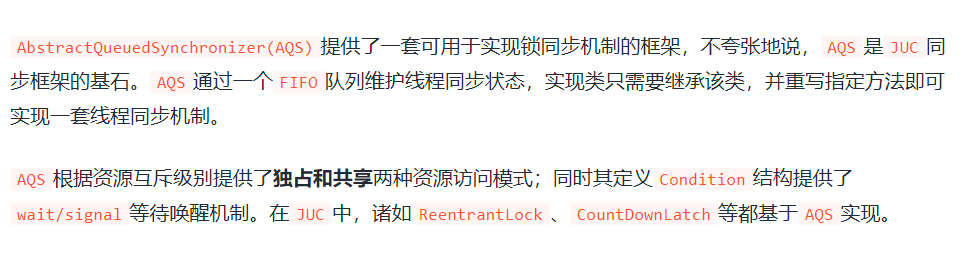 AbstractQueuedSynchronizer(AQS) 提供了一套可用于实现锁同步机制的框架，不夸张地说， AQS 是 JUC 同
步框架的基石。 AQS 通过一个 FIFO 队列维护线程同步状态，实现类只需要继承该类，并重写指定方法即可
实现一套线程同步机制。
AQS 根据资源互斥级别提供了独占和共享两种资源访问模式；同时其定义 Condition 结构提供了
wait/signal 等待唤醒机制。在 JUC 中，诸如 ReentrantLock 、 CountDownLatch 等都基于 AQS 实现。